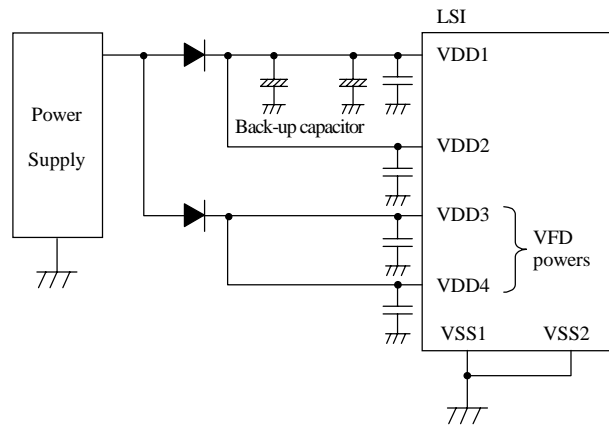 LSI
VDD1
Power
Supply
Back-up capacitor
VDD2
VDD3
VFD
powers
VDD4
VSS1 VSS2